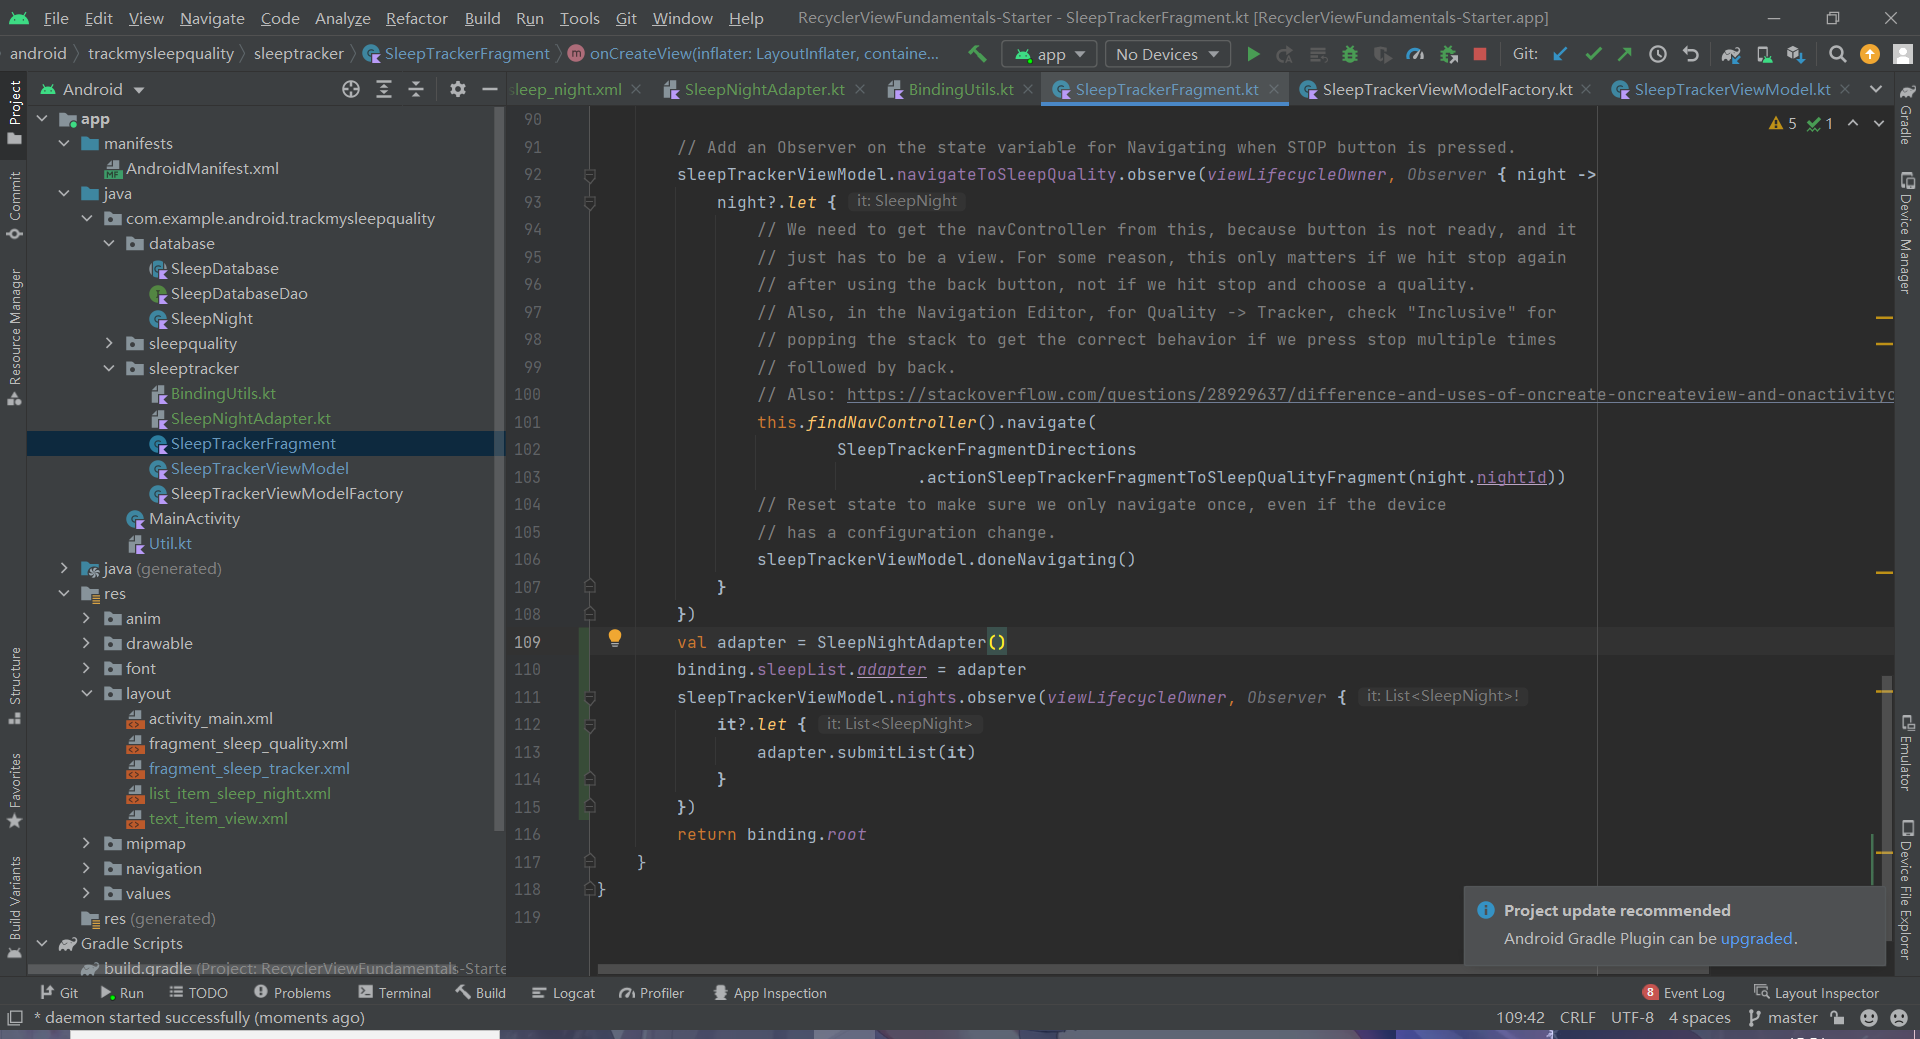 File Edit View Navigate Code Analyze Refactor Build Run Tools Git Window Help RecyclerViewFundamentals-Starter - SleepTrackerFragment.kt [RecyclerViewFundamentals-Starter.app]
android trackmysleepquality sleeptracker SleepTrackerFragment onCreateView(inflater: LayoutInflater, containe... app No Devices Git:
Android sleep_night.xml SleepNightAdapter.kt BindingUtils.kt SleepTrackerFragment.kt SleepTrackerViewModelFactory.kt SleepTrackerViewModel.kt
Project
Commit
Resource Manager
Structure
Favorites
Build Variants
app
manifests
AndroidManifest.xml
java
com.example.android.trackmysleepquality
database
SleepDatabase
SleepDatabaseDao
SleepNight
sleepquality
sleeptracker
BindingUtils.kt
SleepNightAdapter.kt
SleepTrackerFragment
SleepTrackerViewModel
SleepTrackerViewModelFactory
MainActivity
Util.kt
java (generated)
res
anim
drawable
font
layout
activity_main.xml
fragment_sleep_quality.xml
fragment_sleep_tracker.xml
list_item_sleep_night.xml
text_item_view.xml
mipmap
navigation
values
res (generated)
Gradle Scripts
build.gradle (Project: RecyclerViewFundamentals-Starte
5 1
90
91 // Add an Observer on the state variable for Navigating when STOP button is pressed.
92 sleepTrackerViewModel.navigateToSleepQuality.observe(viewLifecycleOwner, Observer { night ->
93 night?.let { it: SleepNight
94 // We need to get the navController from this, because button is not ready, and it
95 // just has to be a view. For some reason, this only matters if we hit stop again
96 // after using the back button, not if we hit stop and choose a quality.
97 // Also, in the Navigation Editor, for Quality -> Tracker, check "Inclusive" for
98 // popping the stack to get the correct behavior if we press stop multiple times
99 // followed by back.
100 // Also: https://stackoverflow.com/questions/28929637/difference-and-uses-of-oncreate-oncreateview-and-onactivityc
101 this.findNavController().navigate(
102 SleepTrackerFragmentDirections
103 .actionSleepTrackerFragmentToSleepQualityFragment(night.nightId))
104 // Reset state to make sure we only navigate once, even if the device
105 // has a configuration change.
106 sleepTrackerViewModel.doneNavigating()
107 }
108 })
109 val adapter = SleepNightAdapter()
110 binding.sleepList.adapter = adapter
111 sleepTrackerViewModel.nights.observe(viewLifecycleOwner, Observer { it: List<SleepNight>!
112 it?.let { it: List<SleepNight>
113 adapter.submitList(it)
114 }
115 })
116 return binding.root
117 }
118 }
119
Gradle
Device Manager
Emulator
Device File Explorer
Project update recommended
Android Gradle Plugin can be upgraded.
Git Run TODO Problems Terminal Build Logcat Profiler App Inspection 8 Event Log Layout Inspector
* daemon started successfully (moments ago) 109:42 CRLF UTF-8 4 spaces master